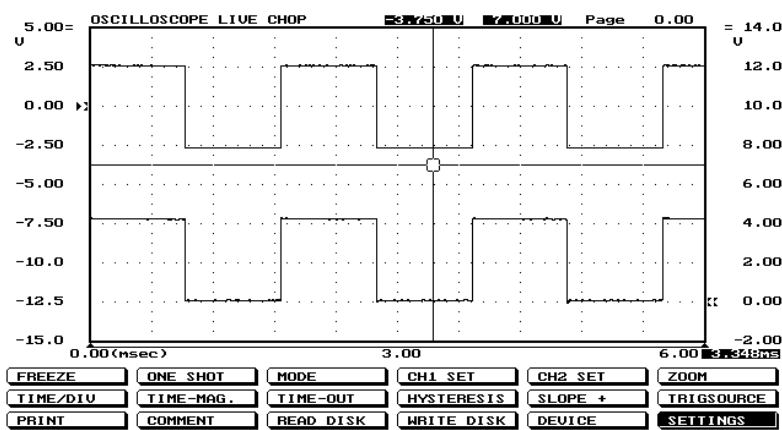 OSCILLOSCOPE LIVE CHOP -3.750 V 7.000 V Page 0.00
5.00= = 14.0
V V
2.50 12.0
0.00 10.0
-2.50 8.00
-5.00 6.00
-7.50 4.00
-10.0 2.00
-12.5 0.00
-15.0 -2.00
0.00(msec) 3.00 6.00 3.348ms
FREEZE ONE SHOT MODE CH1 SET CH2 SET ZOOM
TIME/DIV TIME-MAG. TIME-OUT HYSTERESIS SLOPE + TRIGSOURCE
PRINT COMMENT READ DISK WRITE DISK DEVICE SETTINGS